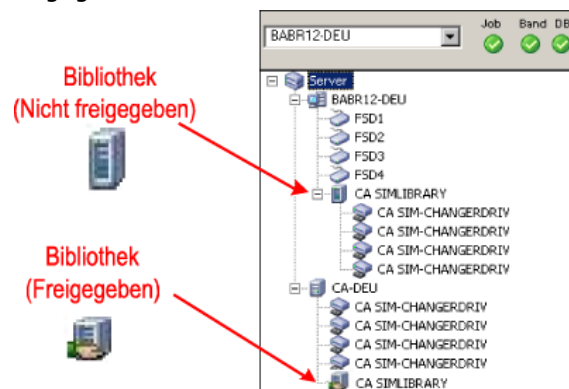 BABR12-DEU
Job Band DB
Bibliothek
(Nicht freigegeben)
Bibliothek
(Freigegeben)
Server
BABR12-DEU
FSD1
FSD2
FSD3
FSD4
CA SIMLIBRARY
CA SIM-CHANGERDRIV
CA SIM-CHANGERDRIV
CA SIM-CHANGERDRIV
CA SIM-CHANGERDRIV
CA-DEU
CA SIM-CHANGERDRIV
CA SIM-CHANGERDRIV
CA SIM-CHANGERDRIV
CA SIM-CHANGERDRIV
CA SIMLIBRARY